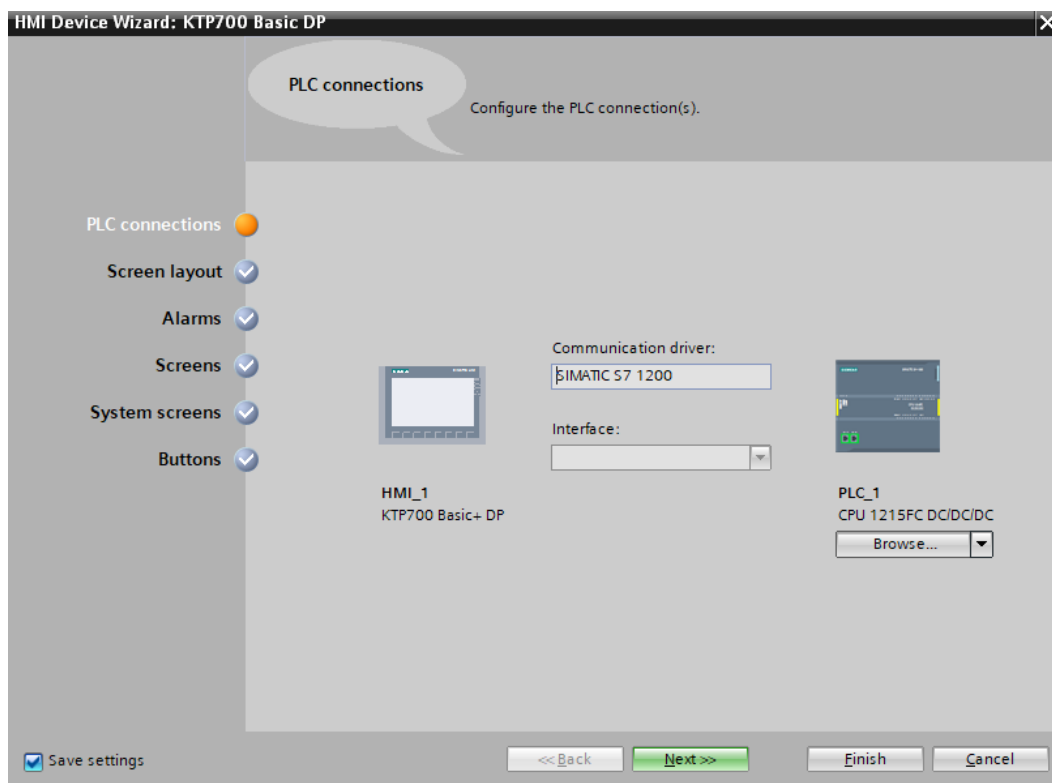 HMI Device Wizard: KTP700 Basic DP
PLC connections
Configure the PLC connection(s).
PLC connections
Screen layout
Alarms
Screens
System screens
Buttons
Communication driver:
SIMATIC S7 1200
Interface:
HMI_1
KTP700 Basic+ DP
PLC_1
CPU 1215FC DC/DC/DC
Browse...
Save settings
<< Back
Next >>
Finish
Cancel